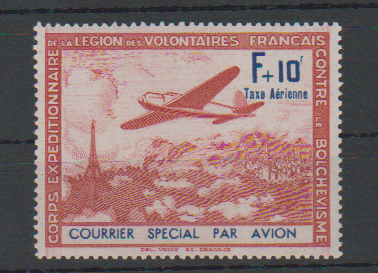 CORPS EXPEDITIONNAIRE
DE LA LEGION DES VOLONTAIRES FRANCAIS
CONTRE LE BOLCHEVISME
F+10F
Taxe Aérienne
COURRIER SPECIAL PAR AVION